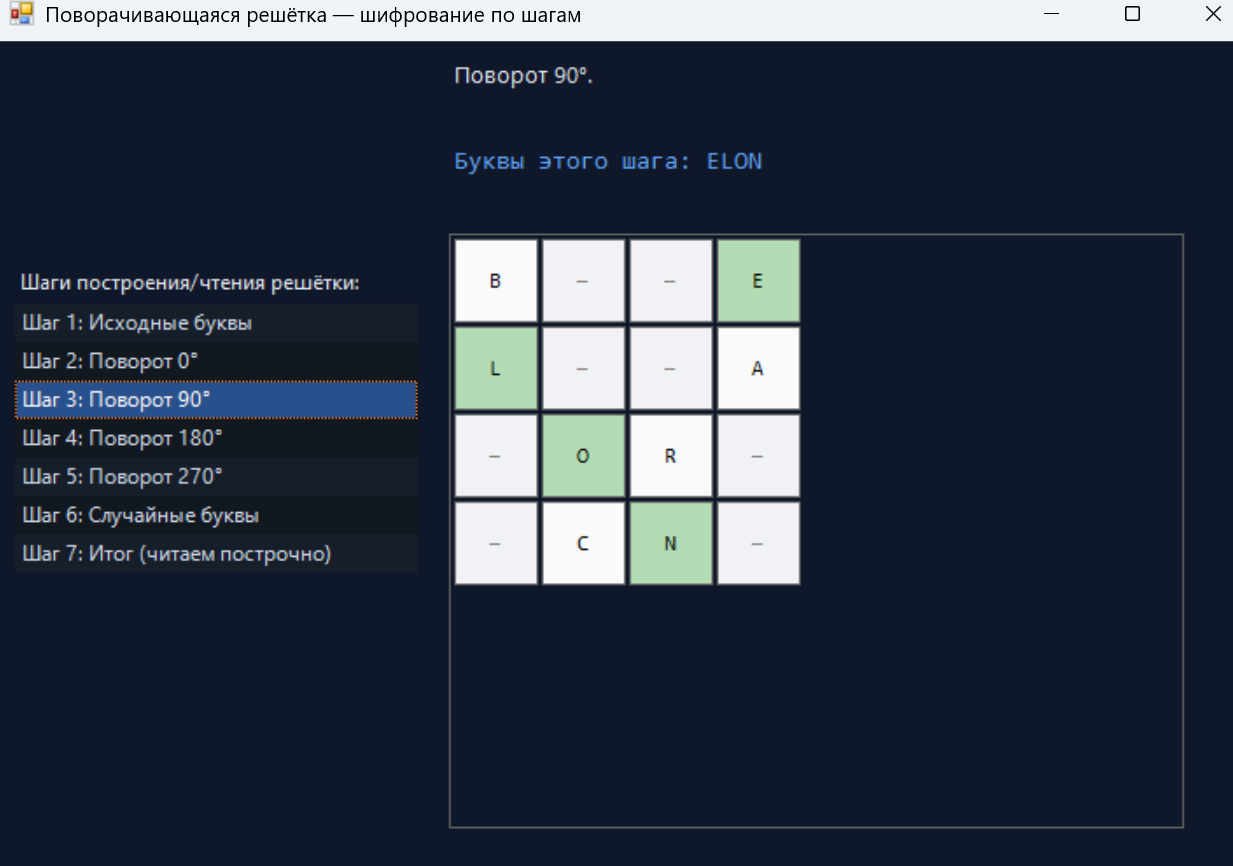 Поворачивающаяся решётка — шифрование по шагам
Поворот 90°.
Буквы этого шага: ELON
Шаги построения/чтения решётки:
Шаг 1: Исходные буквы
Шаг 2: Поворот 0°
Шаг 3: Поворот 90°
Шаг 4: Поворот 180°
Шаг 5: Поворот 270°
Шаг 6: Случайные буквы
Шаг 7: Итог (читаем построчно)
B – – E
L – – A
– O R –
– C N –